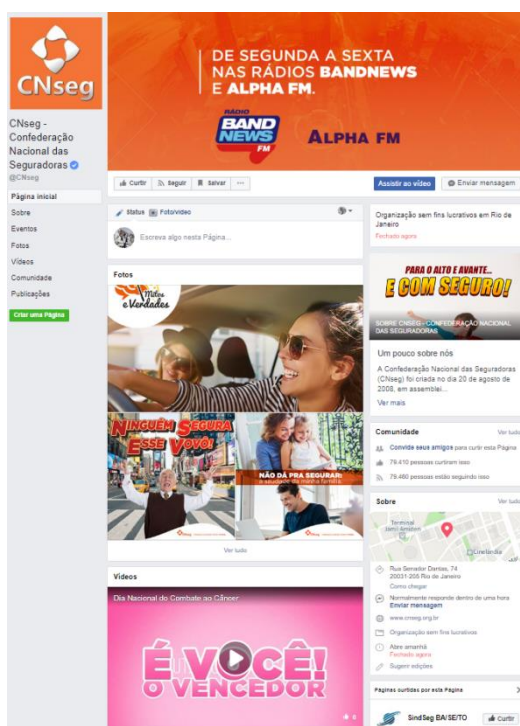 CNseg
DE SEGUNDA A SEXTA
NAS RÁDIOS BANDNEWS
E ALPHA FM.
RÁDIO
BAND
NEWS
FM
ALPHA FM
CNseg -
Confederação
Nacional das
Seguradoras
@CNseg
Página inicial
Sobre
Eventos
Fotos
Vídeos
Comunidade
Publicações
Criar uma Página
Curtir
Seguir
Salvar
Assistir ao vídeo
Enviar mensagem
Status
Foto/vídeo
Escreva algo nesta Página...
Fotos
Mitos
e Verdades
NINGUÉM SEGURA
ESSE VOVÔ!
NÃO DÁ PRA SEGURAR:
a saudade da minha família.
Ver tudo
Vídeos
Dia Nacional do Combate ao Câncer
É VOCÊ!
O VENCEDOR
Organização sem fins lucrativos em Rio de
Janeiro
Fechado agora
PARA O ALTO E AVANTE...
E COM SEGURO!
SOBRE CNSEG - CONFEDERAÇÃO NACIONAL
DAS SEGURADORAS
Um pouco sobre nós
A Confederação Nacional das Seguradoras
(CNseg) foi criada no dia 20 de agosto de
2008, em assemblei...
Ver mais
Comunidade
Ver tudo
Convide seus amigos para curtir esta Página
79.410 pessoas curtiram isso
79.460 pessoas estão seguindo isso
Sobre
Ver tudo
Terminal
Cinelândia
Rua Senador Dantas, 74
20031-205 Rio de Janeiro
Como chegar
Normalmente responde dentro de uma hora
Enviar mensagem
www.cnseg.org.br
Organização sem fins lucrativos
Abre amanhã
Fechado agora
Sugerir edições
Páginas curtidas por esta Página
SindSeg BA/SE/TO
Curtir